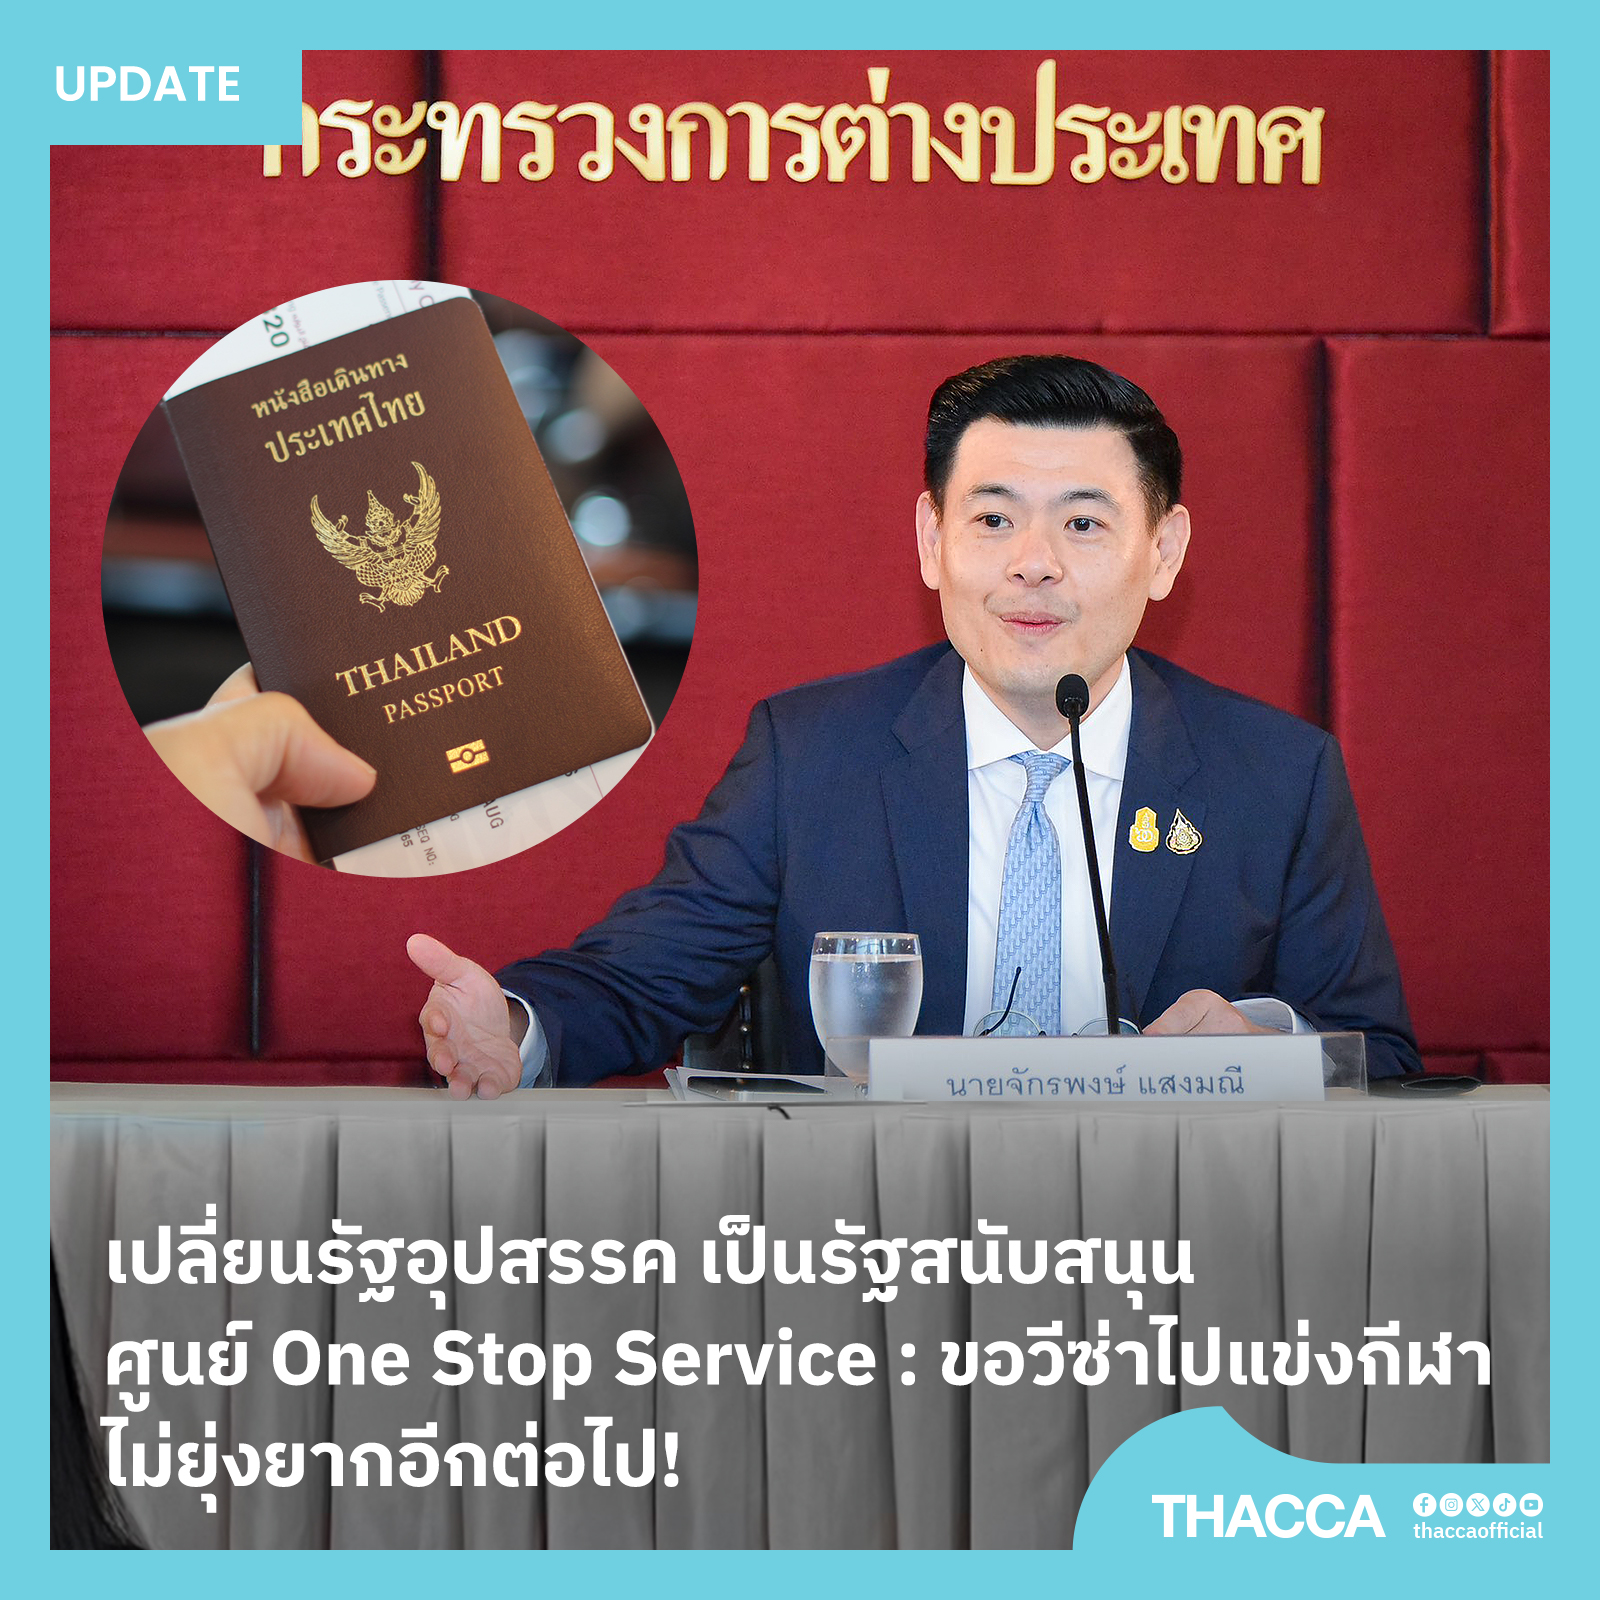 UPDATE
กระทรวงการต่างประเทศ
20
หนังสือเดินทาง
ประเทศไทย
THAILAND
PASSPORT
AUG
SEQ NO:
65
นายจักรพงษ์ แสงมณี
เปลี่ยนรัฐอุปสรรค เป็นรัฐสนับสนุน
ศูนย์ One Stop Service : ขอวีซ่าไปแข่งกีฬา
ไม่ยุ่งยากอีกต่อไป!
THACCA
thaccaofficial